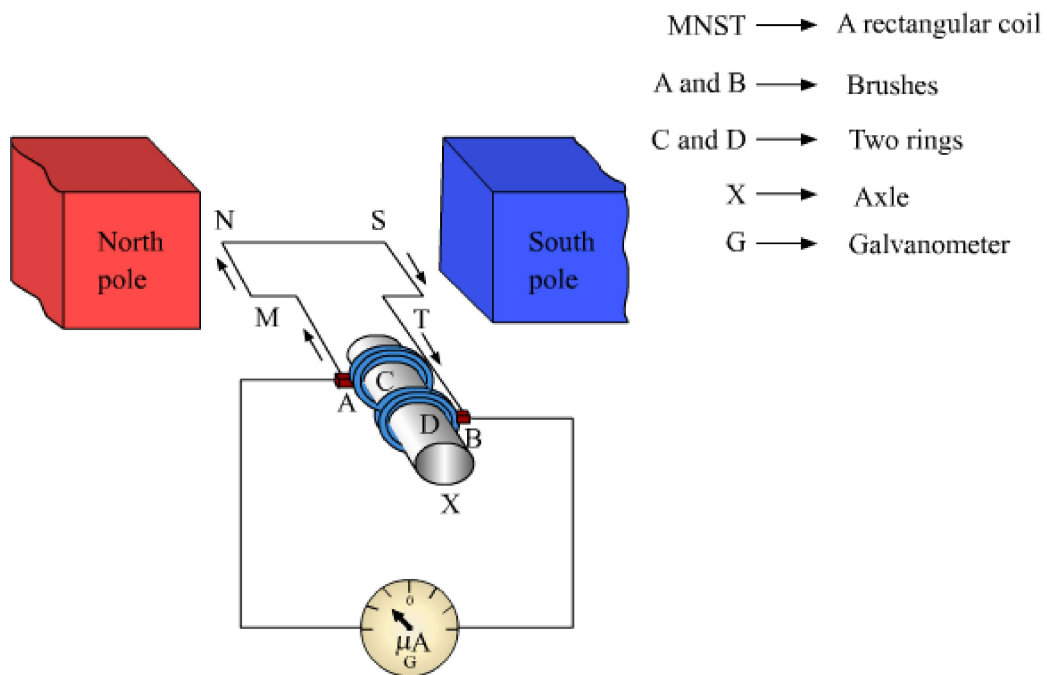 MNST → A rectangular coil
A and B → Brushes
C and D → Two rings
X → Axle
G → Galvanometer
North
pole
South
pole
N
S
M
T
A
C
D
B
X
0
μA
G